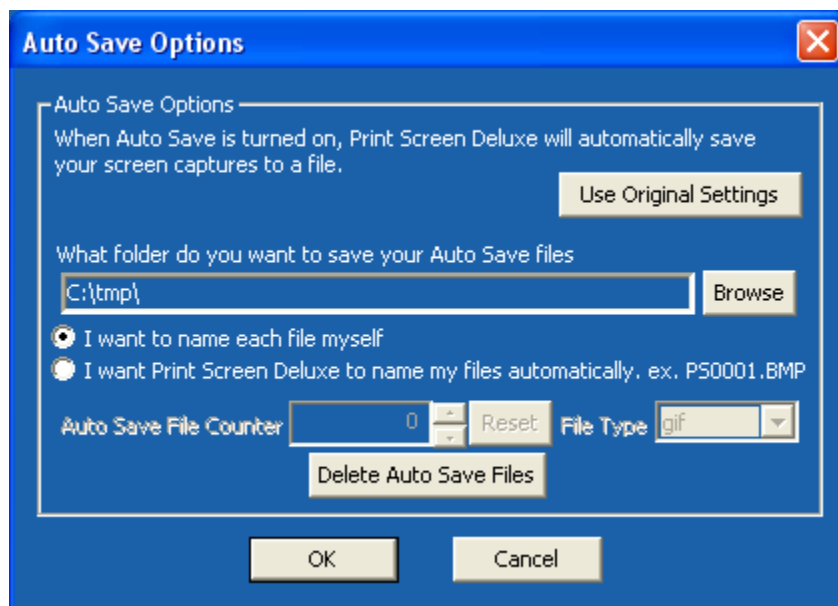 Auto Save Options
Auto Save Options
When Auto Save is turned on, Print Screen Deluxe will automatically save
your screen captures to a file.
Use Original Settings
What folder do you want to save your Auto Save files
C:\tmp\
Browse
I want to name each file myself
I want Print Screen Deluxe to name my files automatically. ex. PS0001.BMP
Auto Save File Counter 0 Reset File Type gif
Delete Auto Save Files
OK Cancel